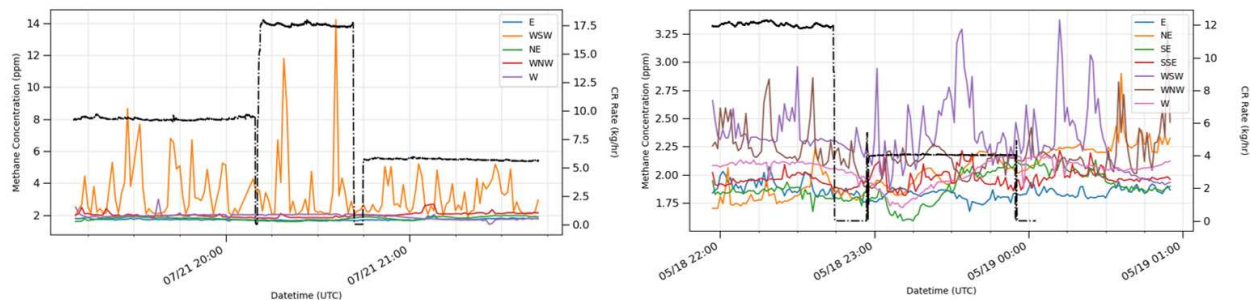 14
12
10
8
6
4
2
Methane Concentration (ppm)
E
WSW
NE
WNW
W
17.5
15.0
12.5
10.0
7.5
5.0
2.5
0.0
CR Rate (kg/hr)
07/21 20:00
07/21 21:00
Datetime (UTC)
3.25
3.00
2.75
2.50
2.25
2.00
1.75
Methane Concentration (ppm)
E
NE
SE
SSE
WSW
WNW
W
12
10
8
6
4
2
0
CR Rate (kg/hr)
05/18 22:00
05/18 23:00
05/19 00:00
05/19 01:00
Datetime (UTC)